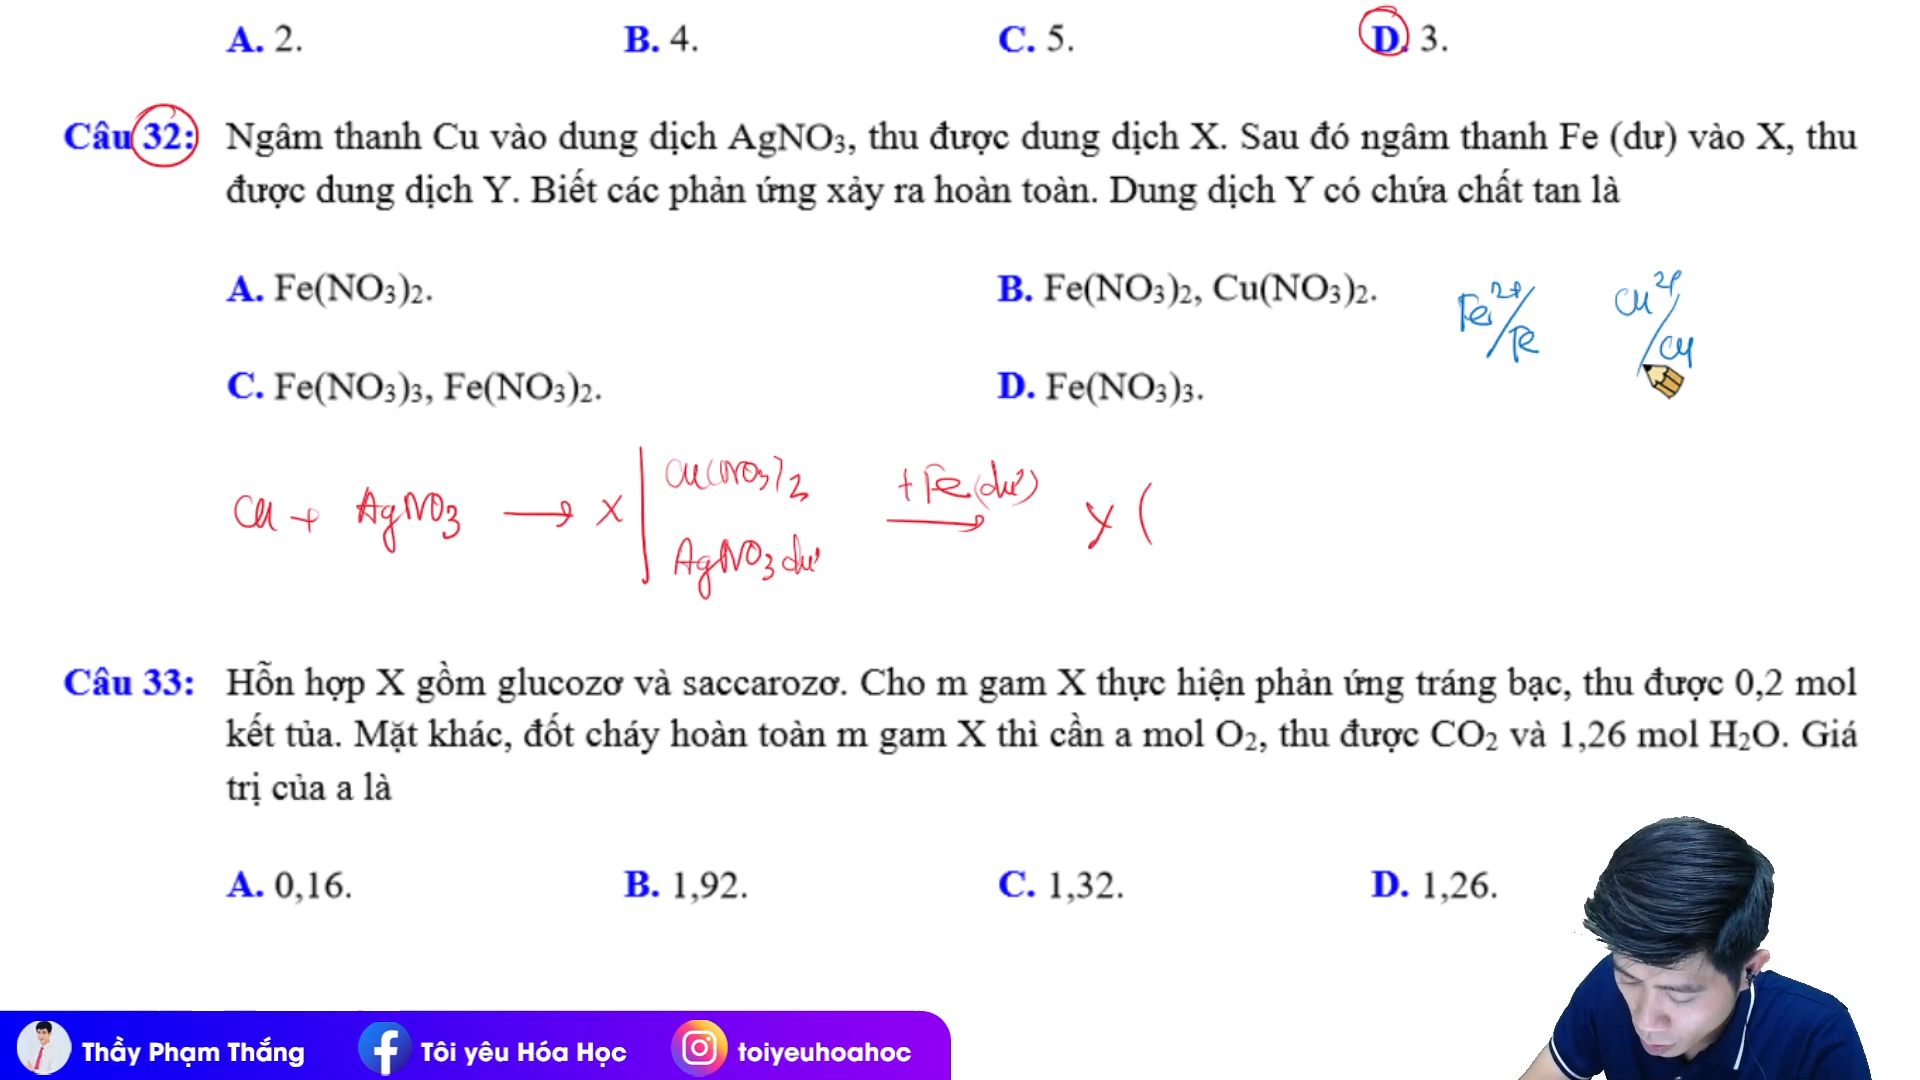 A. 2. B. 4. C. 5. D. 3.
Câu 32: Ngâm thanh Cu vào dung dịch AgNO₃, thu được dung dịch X. Sau đó ngâm thanh Fe (dư) vào X, thu
được dung dịch Y. Biết các phản ứng xảy ra hoàn toàn. Dung dịch Y có chứa chất tan là
A. Fe(NO₃)₂. B. Fe(NO₃)₂, Cu(NO₃)₂.
Fe²⁺/Fe Cu²⁺/Cu
C. Fe(NO₃)₃, Fe(NO₃)₂. D. Fe(NO₃)₃.
Cu + AgNO₃ → X | Cu(NO₃)₂ +Fe(dư) → Y (
AgNO₃ dư
Câu 33: Hỗn hợp X gồm glucozơ và saccarozơ. Cho m gam X thực hiện phản ứng tráng bạc, thu được 0,2 mol
kết tủa. Mặt khác, đốt cháy hoàn toàn m gam X thì cần a mol O₂, thu được CO₂ và 1,26 mol H₂O. Giá
trị của a là
A. 0,16. B. 1,92. C. 1,32. D. 1,26.
Thầy Phạm Thắng Tôi yêu Hóa Học toiyeuhoahoc